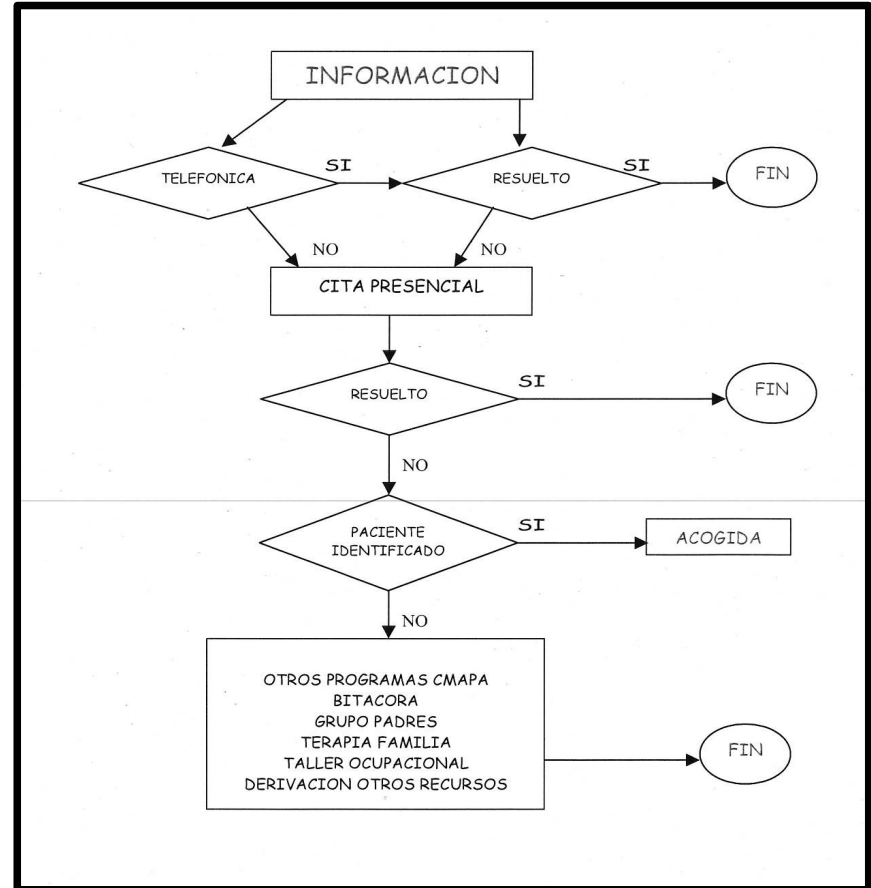 INFORMACION
TELEFONICA
SI
RESUELTO
SI
FIN
NO
NO
CITA PRESENCIAL
RESUELTO
SI
FIN
NO
PACIENTE
IDENTIFICADO
SI
ACOGIDA
NO
OTROS PROGRAMAS CMAPA
BITACORA
GRUPO PADRES
TERAPIA FAMILIA
TALLER OCUPACIONAL
DERIVACION OTROS RECURSOS
FIN